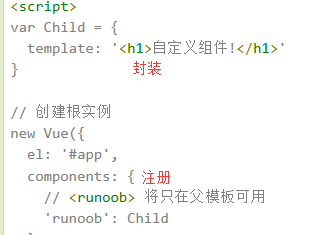 <script>
var Child = {
  template: '<h1>自定义组件!</h1>'
} 封装

// 创建根实例
new Vue({
  el: '#app',
  components: { 注册
    // <runoob> 将只在父模板可用
    'runoob': Child
  }